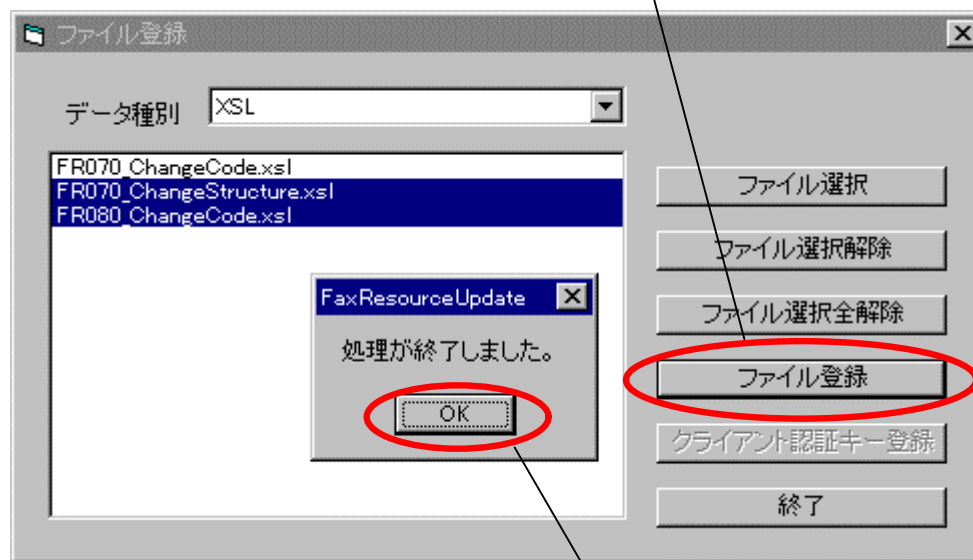 ファイル登録
データ種別
XSL
FR070_ChangeCode.xsl
FR070_ChangeStructure.xsl
FR080_ChangeCode.xsl
ファイル選択
ファイル選択解除
ファイル選択全解除
ファイル登録
クライアント認証キー登録
終了
FaxResourceUpdate
処理が終了しました。
OK